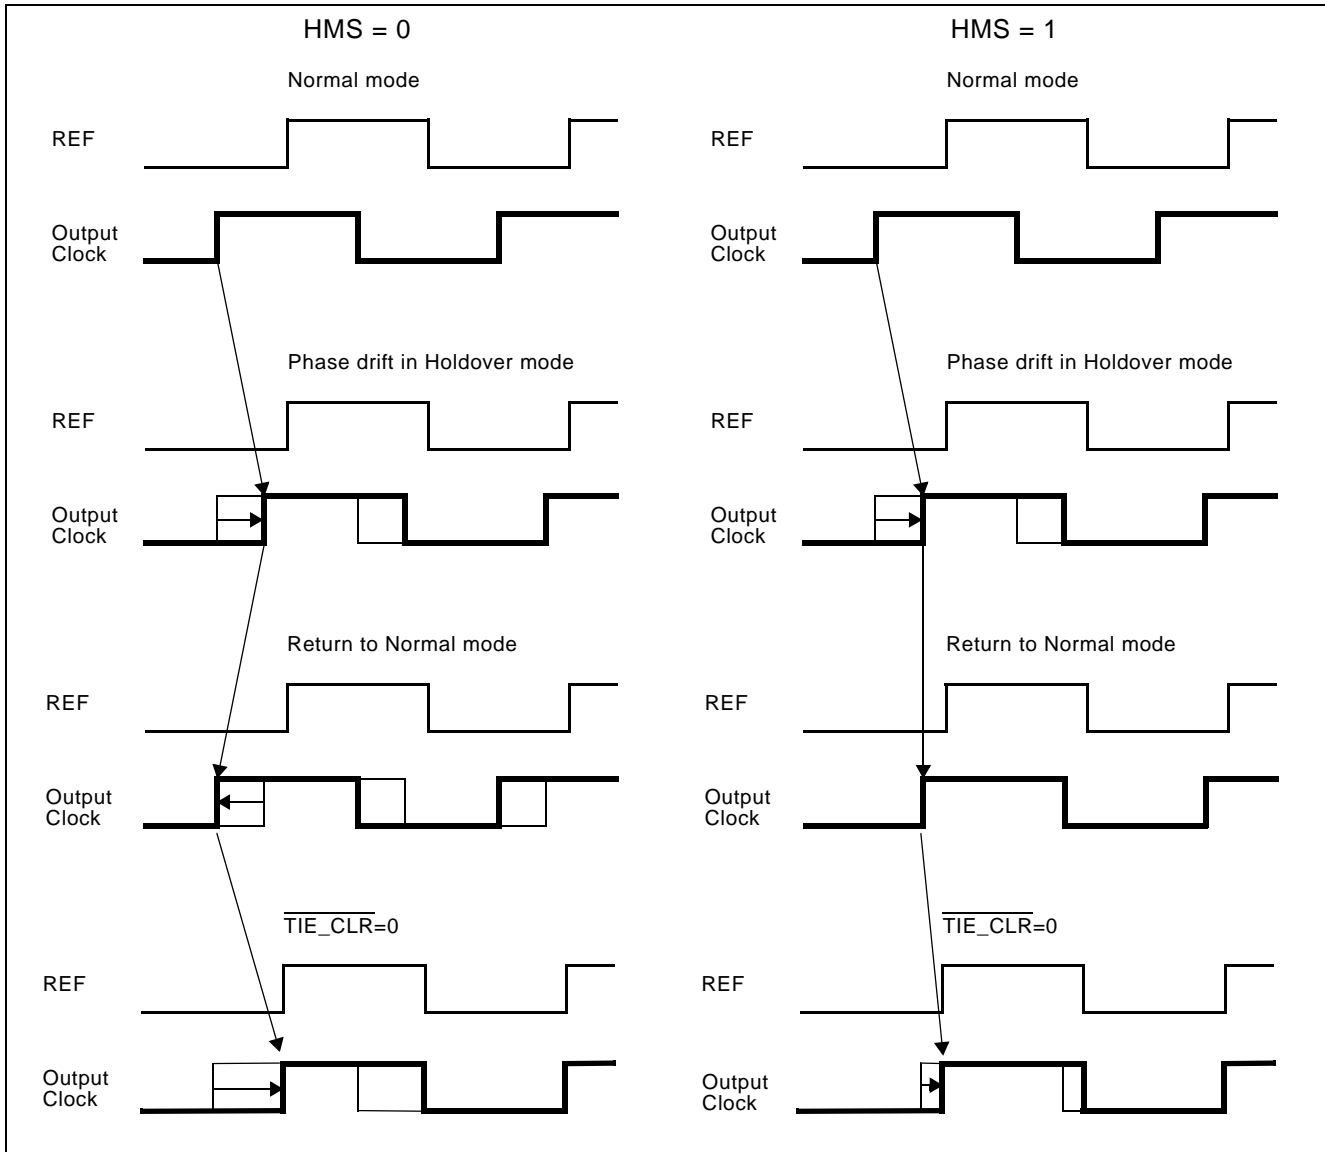 HMS = 0
Normal mode
REF
Output
Clock
Phase drift in Holdover mode
REF
Output
Clock
Return to Normal mode
REF
Output
Clock
TIE_CLR=0
REF
Output
Clock
HMS = 1
Normal mode
REF
Output
Clock
Phase drift in Holdover mode
REF
Output
Clock
Return to Normal mode
REF
Output
Clock
TIE_CLR=0
REF
Output
Clock